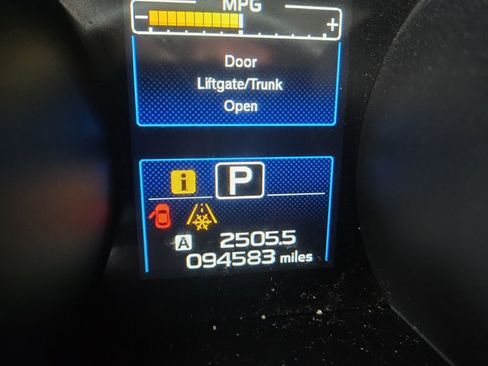 MPG
- +
Door
Liftgate/Trunk
Open
i P
A 2505.5
094583 miles